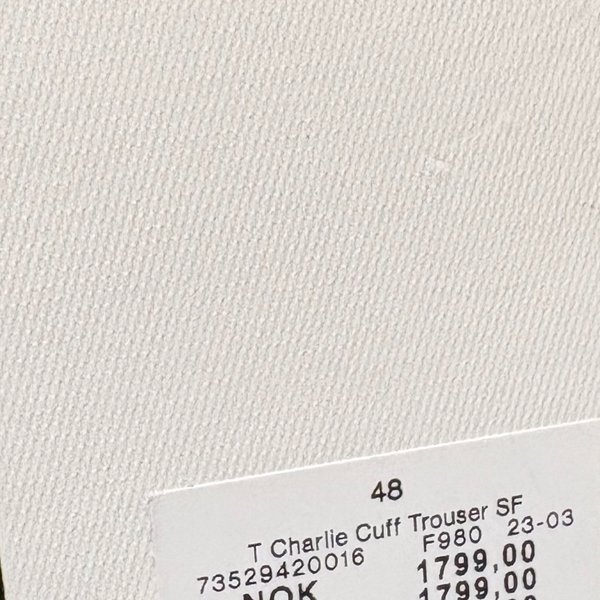 48
T Charlie Cuff Trouser SF
73529420016 F980 23-03
NOK 1799,00
1799,00